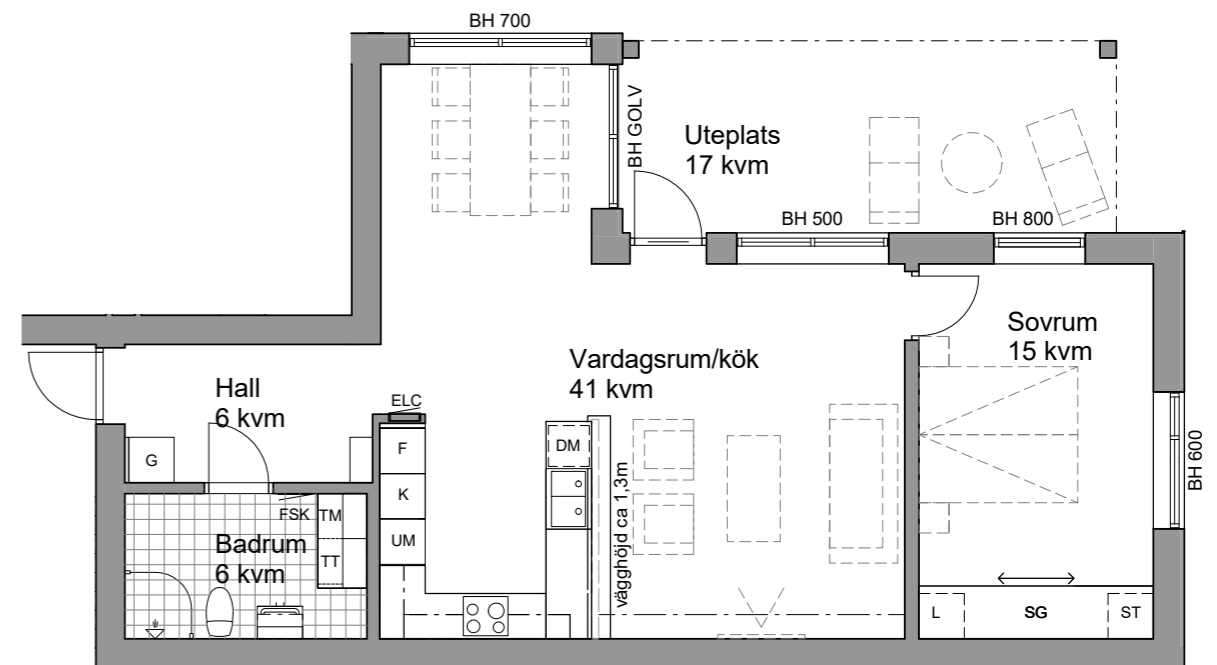 BH 700
BH GOLV
Uteplats
17 kvm
BH 500
BH 800
Sovrum
15 kvm
Vardagsrum/kök
41 kvm
Hall
6 kvm
ELC
G
F
DM
K
vägghöjd ca 1,3m
BH 600
FSK
TM
UM
Badrum
6 kvm
TT
L
SG
ST